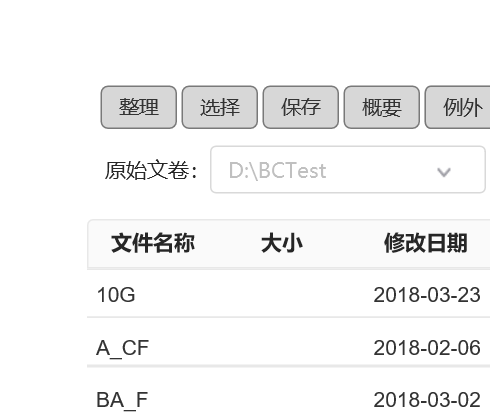 整理 选择 保存 概要 例外
原始文卷： D:\BCTest
文件名称 大小 修改日期
10G 2018-03-23
A_CF 2018-02-06
BA_F 2018-03-02